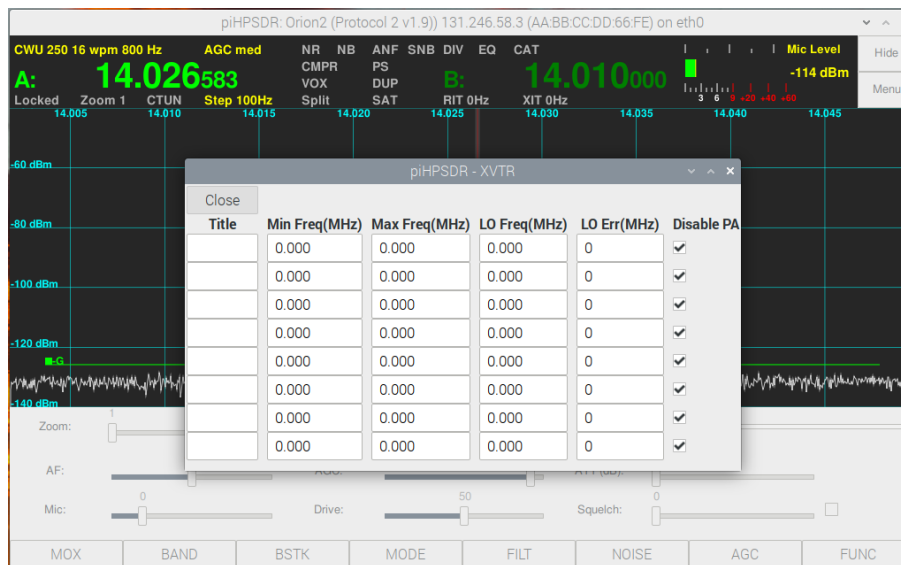 piHPSDR: Orion2 (Protocol 2 v1.9)) 131.246.58.3 (AA:BB:CC:DD:66:FE) on eth0
CWU 250 16 wpm 800 Hz AGC med NR NB ANF SNB DIV EQ CAT Mic Level Hide
CMPR PS
A: 14.026583 VOX DUP B: 14.010000 -114 dBm Menu
Locked Zoom 1 CTUN Step 100Hz Split SAT RIT 0Hz XIT 0Hz 3 6 9 +20 +40 +60
14.005 14.010 14.015 14.020 14.025 14.030 14.035 14.040 14.045
-60 dBm
piHPSDR - XVTR
Close
Title Min Freq(MHz) Max Freq(MHz) LO Freq(MHz) LO Err(MHz) Disable PA
-80 dBm
0.000 0.000 0.000 0
0.000 0.000 0.000 0
-100 dBm
0.000 0.000 0.000 0
0.000 0.000 0.000 0
-120 dBm
-G
0.000 0.000 0.000 0
0.000 0.000 0.000 0
-140 dBm
0.000 0.000 0.000 0
0.000 0.000 0.000 0
1
Zoom:
AF:
0 50 0
Mic: Drive: Squelch:
MOX BAND BSTK MODE FILT NOISE AGC FUNC